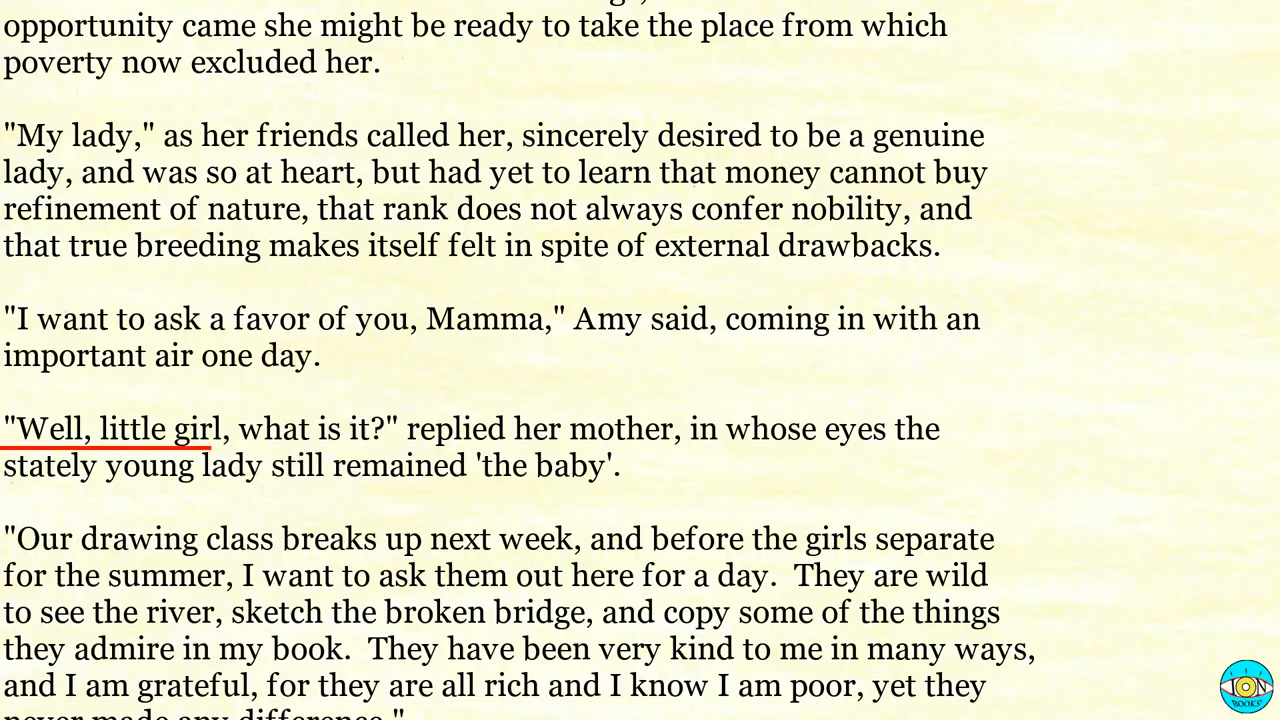 opportunity came she might be ready to take the place from which
poverty now excluded her.
"My lady," as her friends called her, sincerely desired to be a genuine
lady, and was so at heart, but had yet to learn that money cannot buy
refinement of nature, that rank does not always confer nobility, and
that true breeding makes itself felt in spite of external drawbacks.
"I want to ask a favor of you, Mamma," Amy said, coming in with an
important air one day.
"Well, little girl, what is it?" replied her mother, in whose eyes the
stately young lady still remained 'the baby'.
"Our drawing class breaks up next week, and before the girls separate
for the summer, I want to ask them out here for a day.  They are wild
to see the river, sketch the broken bridge, and copy some of the things
they admire in my book.  They have been very kind to me in many ways,
and I am grateful, for they are all rich and I know I am poor, yet they
never made any difference."
ION
BOOKS